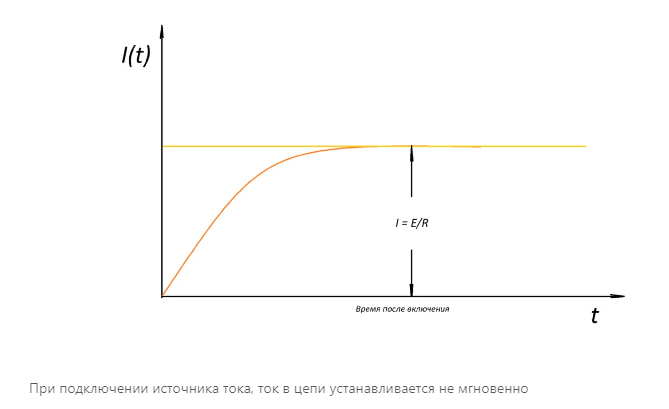 I(t)
I = E/R
Время после включения
t
При подключении источника тока, ток в цепи устанавливается не мгновенно